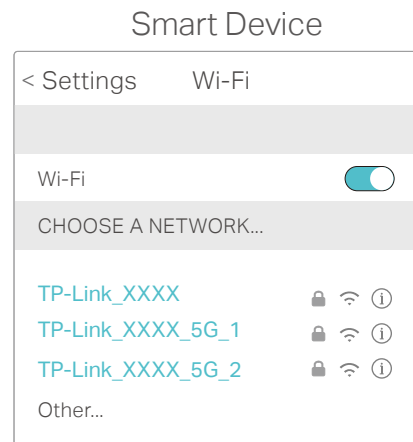 Smart Device
< Settings Wi-Fi
Wi-Fi
CHOOSE A NETWORK...
TP-Link_XXXX
TP-Link_XXXX_5G_1
TP-Link_XXXX_5G_2
Other...